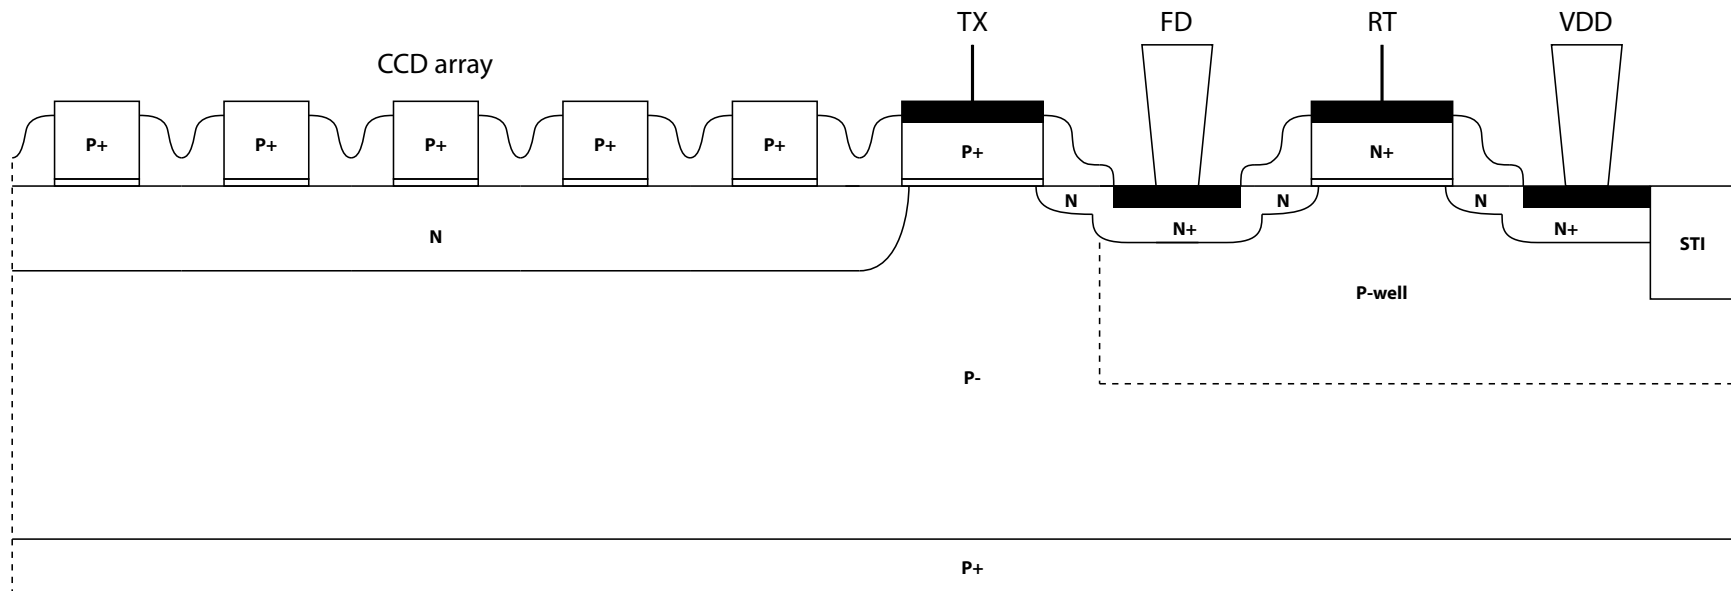 TX FD RT VDD
CCD array
P+ P+ P+ P+ P+ P+ N+
N N N
N+ N+
N
STI
P-well
P-
P+